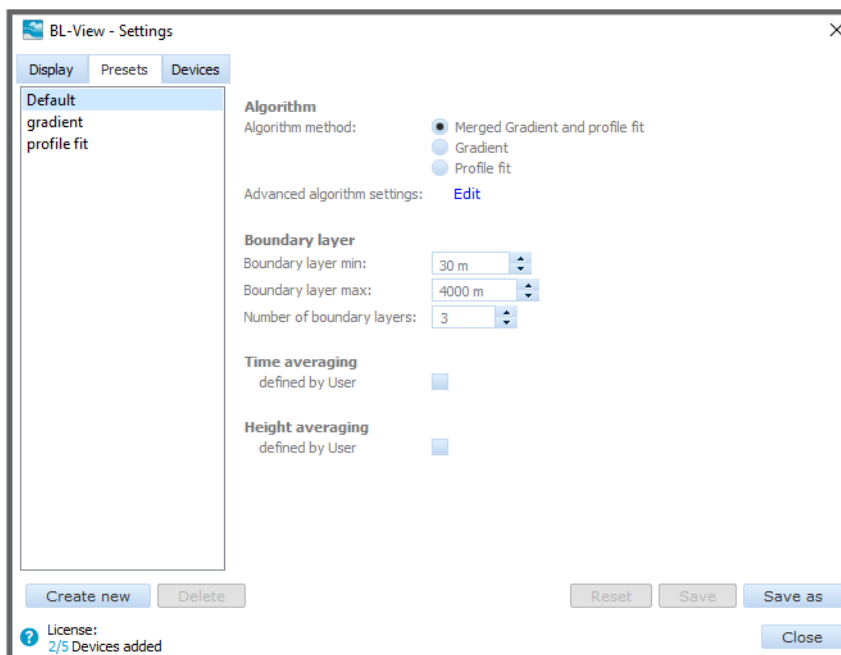 BL-View - Settings
Display Presets Devices
Default
gradient
profile fit
Algorithm
Algorithm method: Merged Gradient and profile fit
Gradient
Profile fit
Advanced algorithm settings: Edit
Boundary layer
Boundary layer min: 30 m
Boundary layer max: 4000 m
Number of boundary layers: 3
Time averaging
defined by User
Height averaging
defined by User
Create new Delete Reset Save Save as
? License:
2/5 Devices added
Close